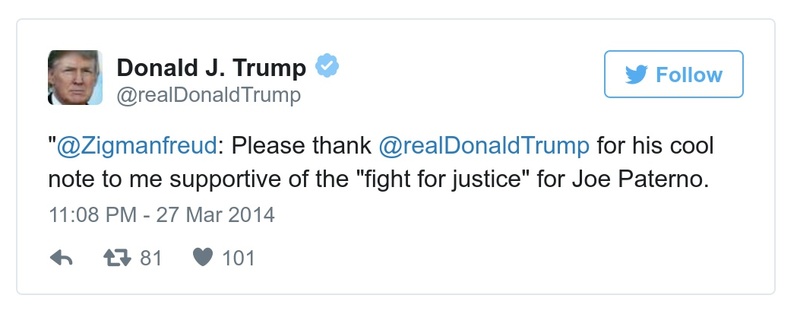 Donald J. Trump
@realDonaldTrump
Follow
"@Zigmanfreud: Please thank @realDonaldTrump for his cool
note to me supportive of the "fight for justice" for Joe Paterno.
11:08 PM - 27 Mar 2014
81 101